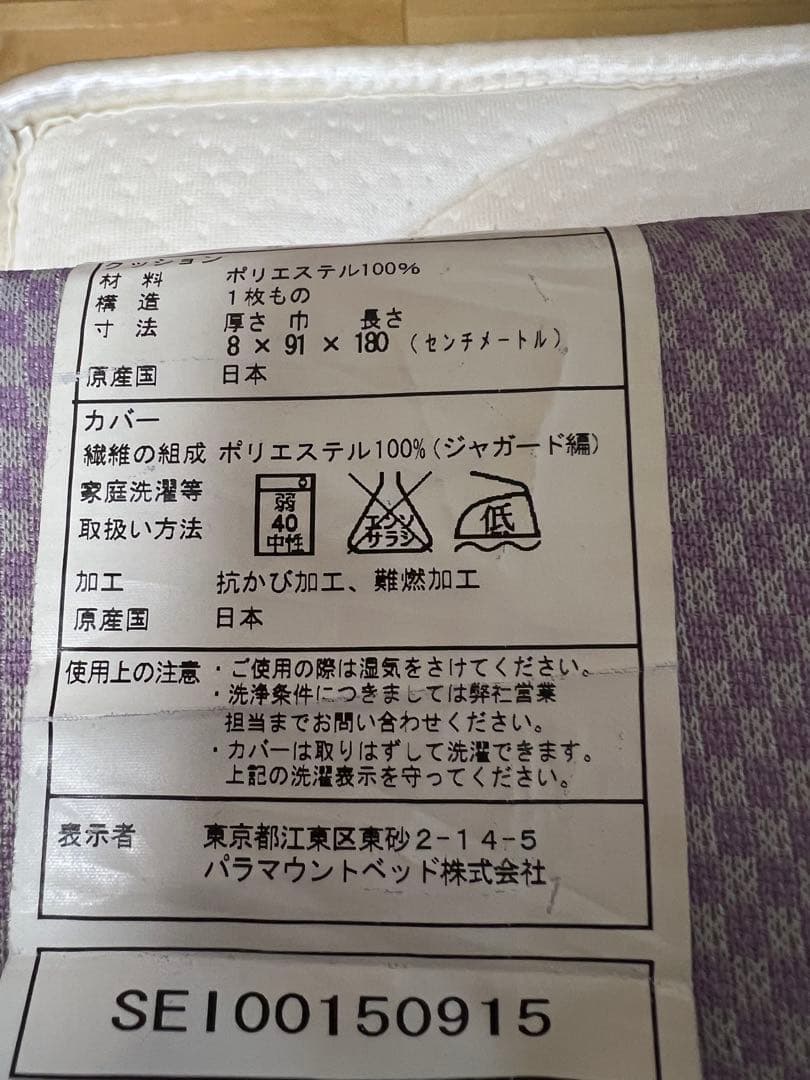 クッション
材料 ポリエステル100%
構造 1枚もの
寸法 厚さ 巾 長さ
8 × 91 × 180 (センチメートル)
原産国 日本
カバー
繊維の組成 ポリエステル100%(ジャガード編)
家庭洗濯等
取扱い方法
弱
40
中性
エンソ
サラシ
低
加工 抗かび加工、難燃加工
原産国 日本
使用上の注意 ・ご使用の際は湿気をさけてください。
・洗浄条件につきましては弊社営業
担当までお問い合わせください。
・カバーは取りはずして洗濯できます。
上記の洗濯表示を守ってください。
表示者 東京都江東区東砂2-14-5
パラマウントベッド株式会社
SEI00150915